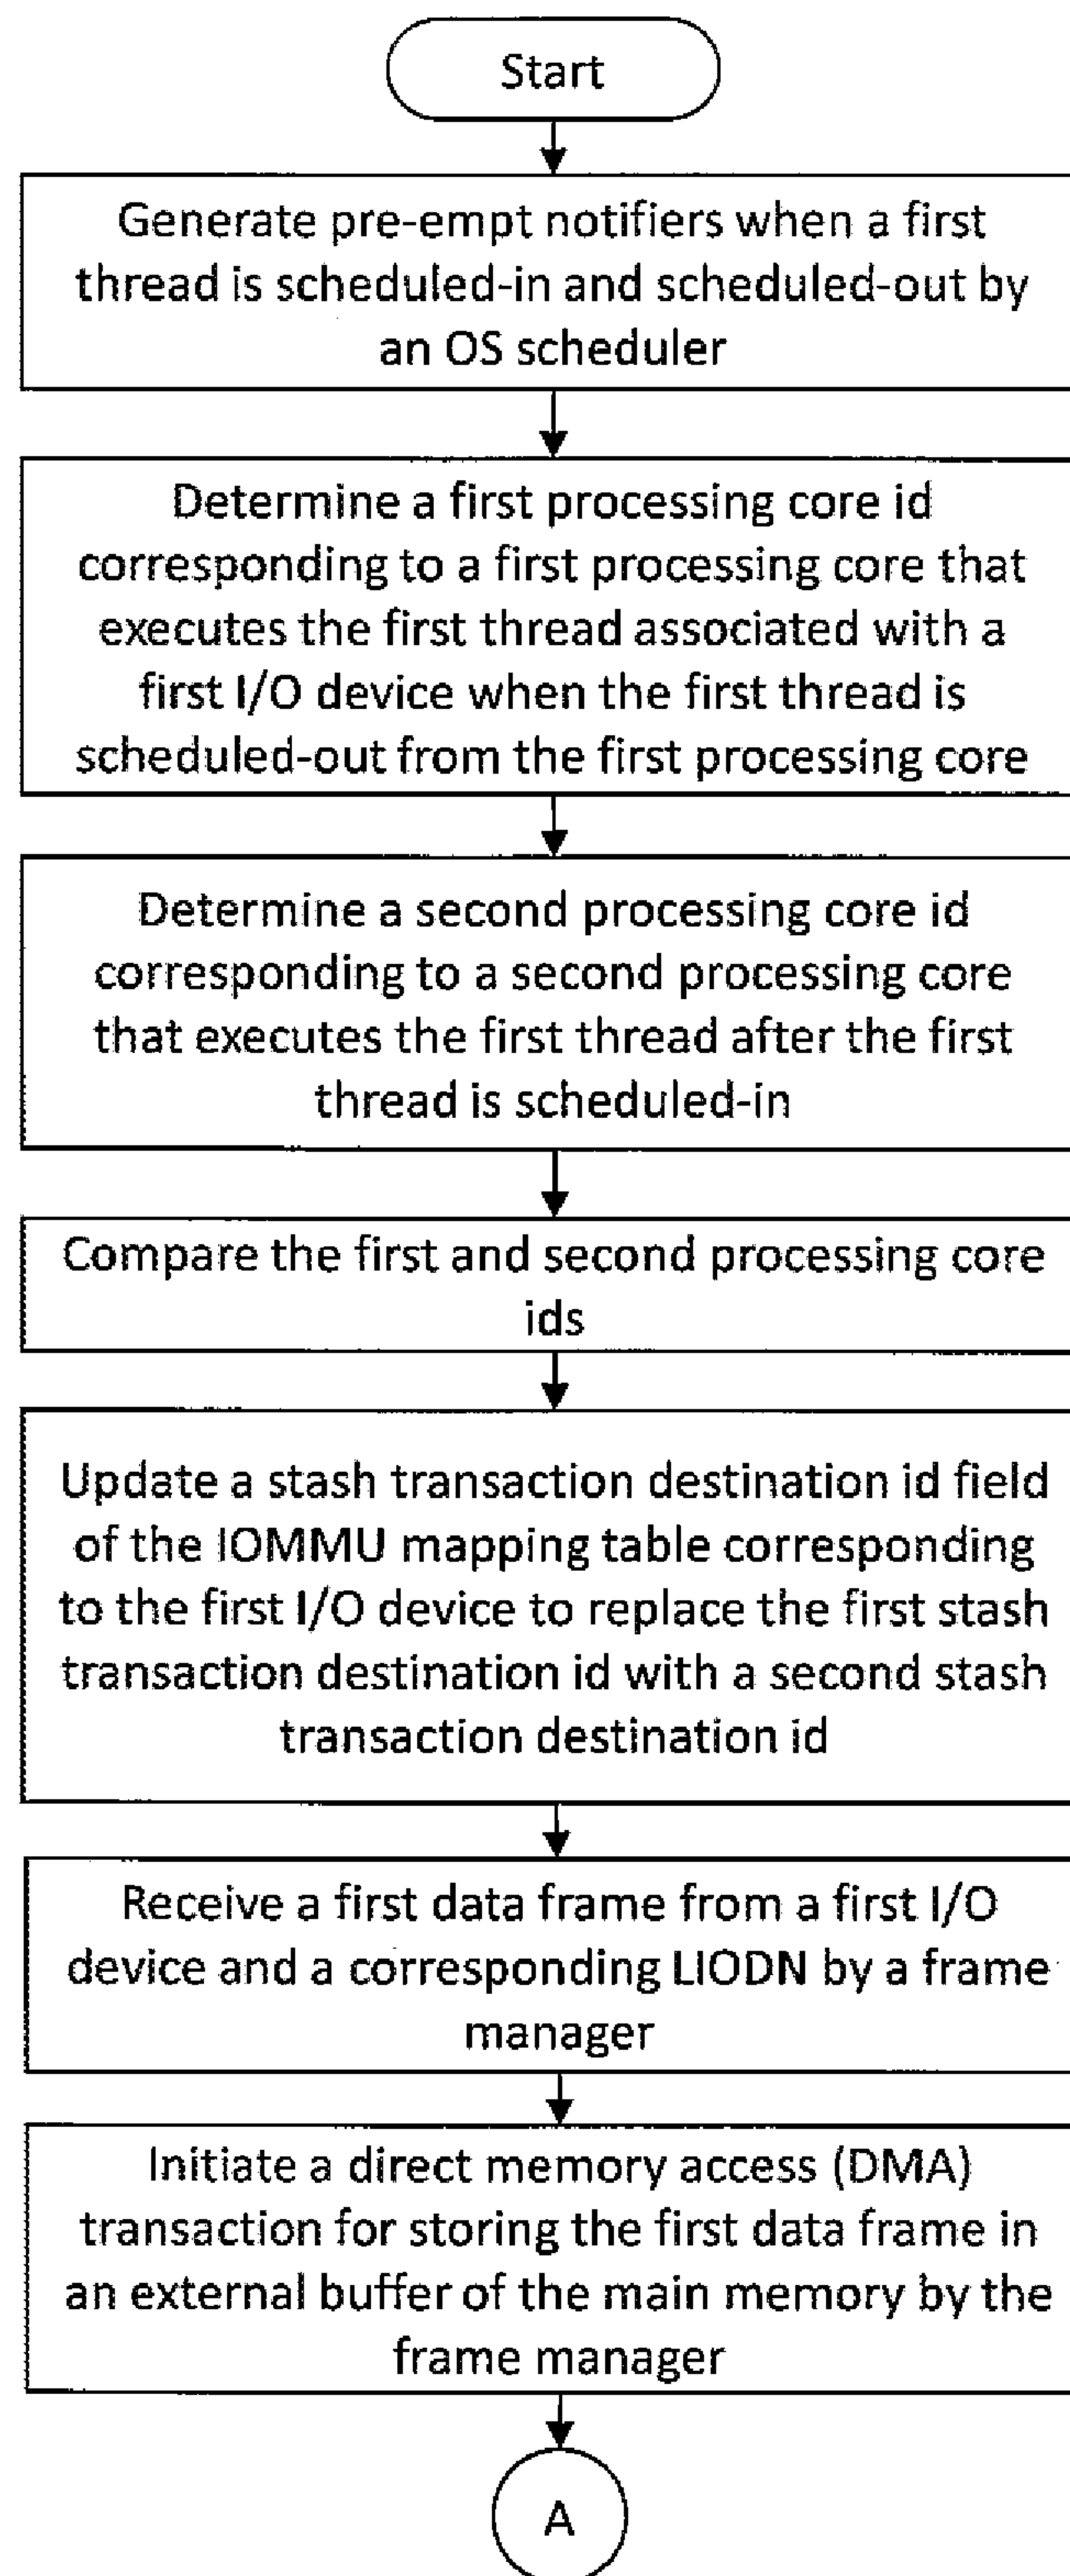 Start
Generate pre-empt notifiers when a first
thread is scheduled-in and scheduled-out by
an OS scheduler
Determine a first processing core id
corresponding to a first processing core that
executes the first thread associated with a
first I/O device when the first thread is
scheduled-out from the first processing core
Determine a second processing core id
corresponding to a second processing core
that executes the first thread after the first
thread is scheduled-in
Compare the first and second processing core
ids
Update a stash transaction destination id field
of the IOMMU mapping table corresponding
to the first I/O device to replace the first stash
transaction destination id with a second stash
transaction destination id
Receive a first data frame from a first I/O
device and a corresponding LIODN by a frame
manager
Initiate a direct memory access (DMA)
transaction for storing the first data frame in
an external buffer of the main memory by the
frame manager
A